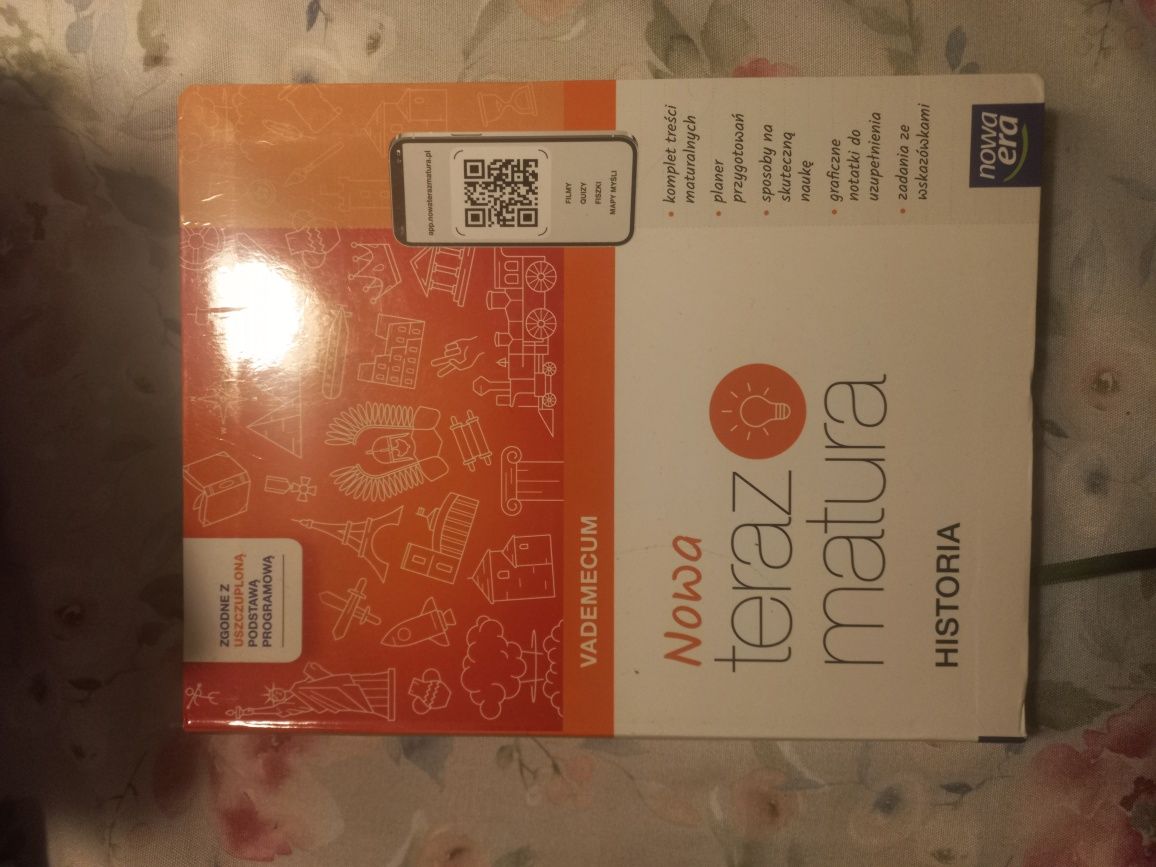 ZGODNE Z
USZCZUPLONĄ
PODSTAWĄ
PROGRAMOWĄ
N
W
app.nowaterazmatura.pl
FILMY
QUIZY
FISZKI
MAPY MYŚLI
VADEMECUM
Nowa
teraz
matura
HISTORIA
• komplet treści
maturalnych
• planer
przygotowań
• sposoby na
skuteczną
naukę
• graficzne
notatki do
uzupełnienia
• zadania ze
wskazówkami
nowa
era